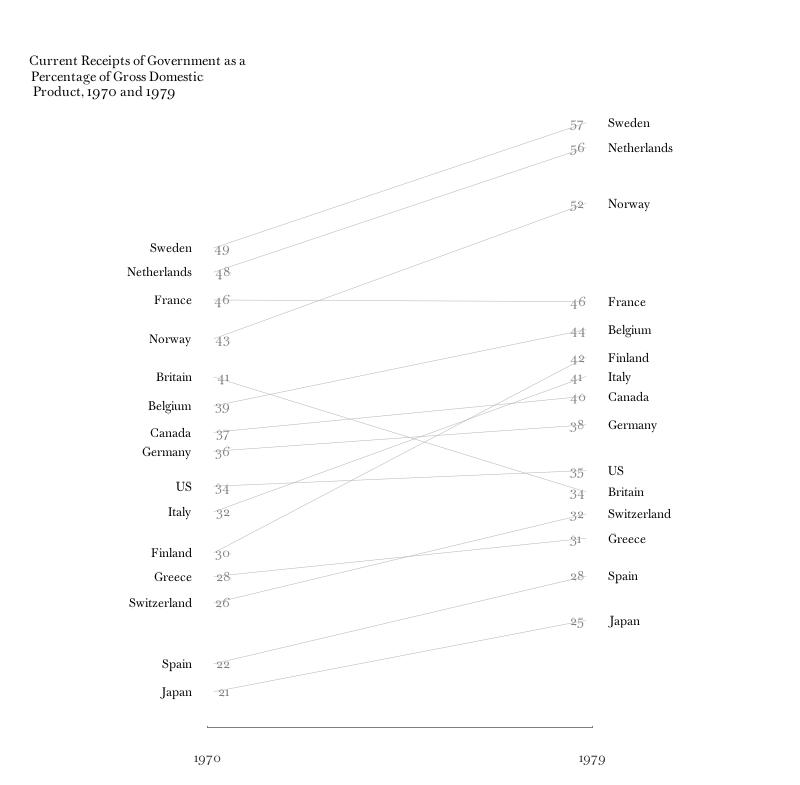 Current Receipts of Government as a
Percentage of Gross Domestic
Product, 1970 and 1979
57 Sweden
56 Netherlands
52 Norway
Sweden 49
Netherlands 48
France 46
46 France
44 Belgium
Norway 43
42 Finland
Britain 41
41 Italy
40 Canada
Belgium 39
38 Germany
Canada 37
Germany 36
35 US
US 34
34 Britain
Italy 32
32 Switzerland
31 Greece
Finland 30
Greece 28
28 Spain
Switzerland 26
25 Japan
Spain 22
Japan 21
1970 1979